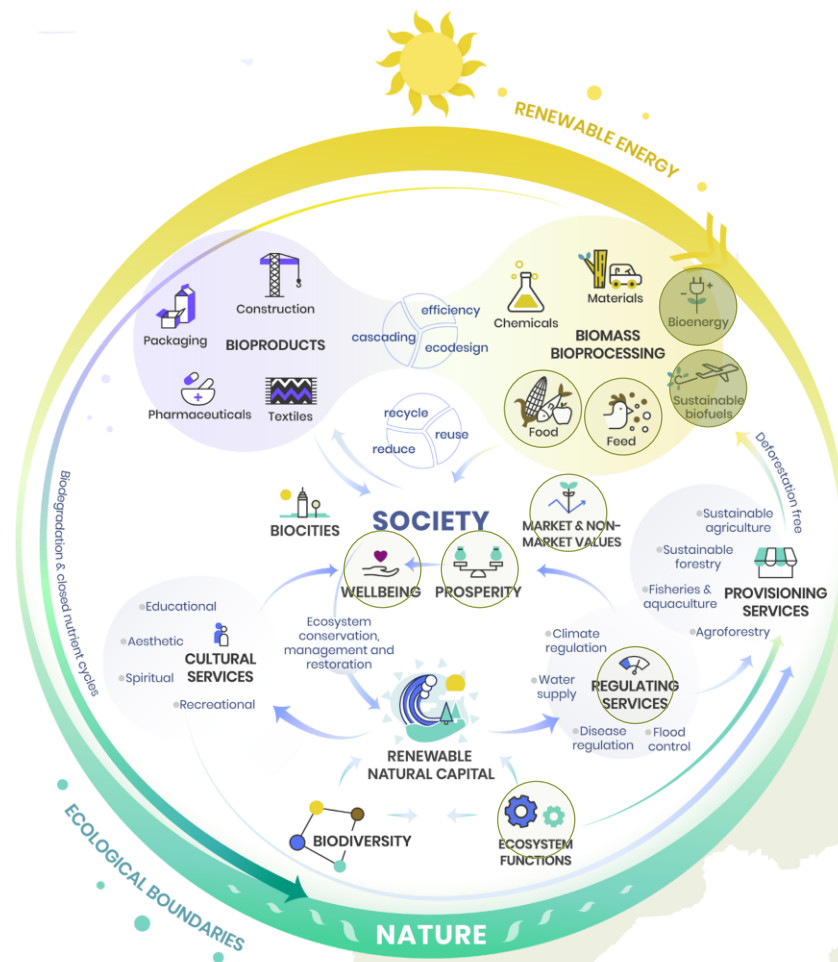 RENEWABLE ENERGY
Construction
Packaging
BIOPRODUCTS
Pharmaceuticals
Textiles
efficiency
cascading
ecodesign
recycle
reuse
reduce
Materials
Chemicals
BIOMASS
BIOPROCESSING
Bioenergy
Sustainable
biofuels
Food
Feed
Deforestation free
Biodegradation & closed nutrient cycles
BIOCITIES
SOCIETY
MARKET & NON-
MARKET VALUES
WELLBEING
PROSPERITY
Sustainable
agriculture
Sustainable
forestry
Fisheries &
aquaculture
Agroforestry
PROVISIONING
SERVICES
Educational
Aesthetic
Spiritual
Recreational
CULTURAL
SERVICES
Ecosystem
conservation,
management and
restoration
Climate
regulation
Water
supply
Disease
regulation
Flood
control
REGULATING
SERVICES
RENEWABLE
NATURAL CAPITAL
BIODIVERSITY
ECOSYSTEM
FUNCTIONS
ECOLOGICAL BOUNDARIES
NATURE